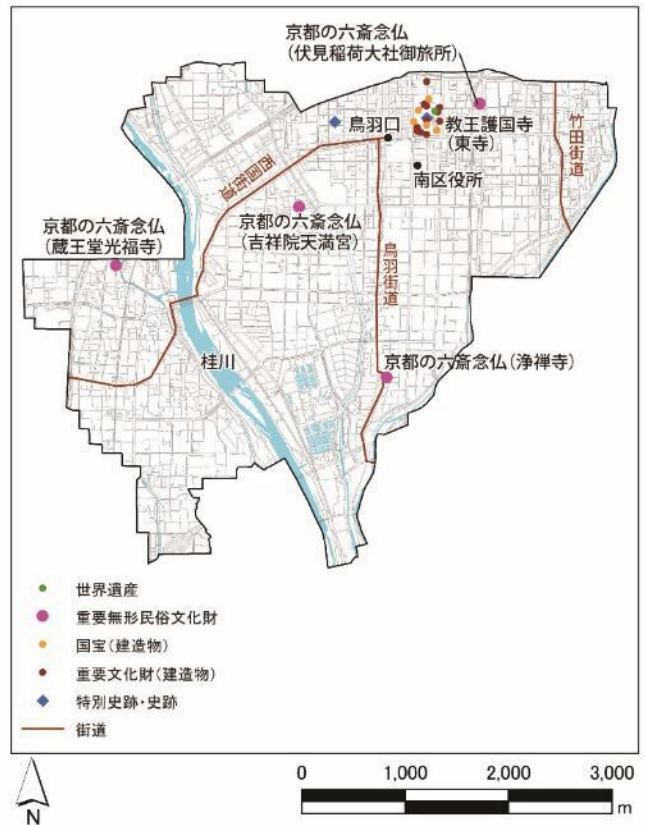 京都の六斎念仏
(伏見稲荷大社御旅所)
鳥羽口
教王護国寺
(東寺)
竹田街道
西国街道
南区役所
京都の六斎念仏
(蔵王堂光福寺)
京都の六斎念仏
(吉祥院天満宮)
鳥羽街道
桂川
京都の六斎念仏(浄禅寺)
世界遺産
重要無形民俗文化財
国宝(建造物)
重要文化財(建造物)
特別史跡・史跡
街道
N
0 1,000 2,000 3,000
m